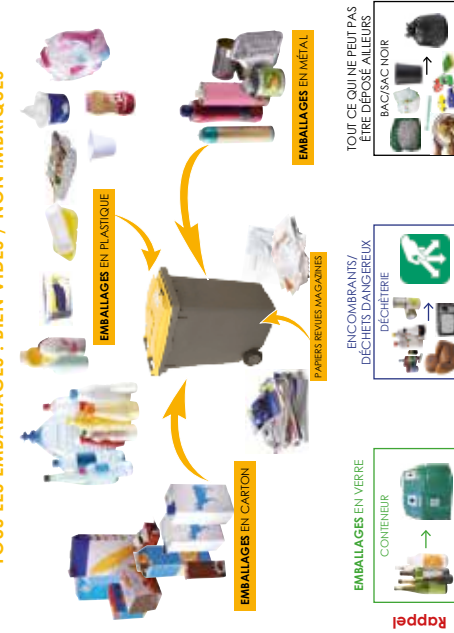 TOUS LES EMBALLAGES : BIEN VIDÉS / NON IMBRIQUÉS
EMBALLAGES EN PLASTIQUE
EMBALLAGES EN CARTON
EMBALLAGES EN MÉTAL
PAPIERS REVUES MAGAZINES
Rappel
EMBALLAGES EN VERRE
CONTENEUR
ENCOMBRANTS/
DÉCHETS DANGEREUX
DÉCHÈTERIE
TOUT CE QUI NE PEUT PAS
ÊTRE DÉPOSÉ AILLEURS
BAC/SAC NOIR